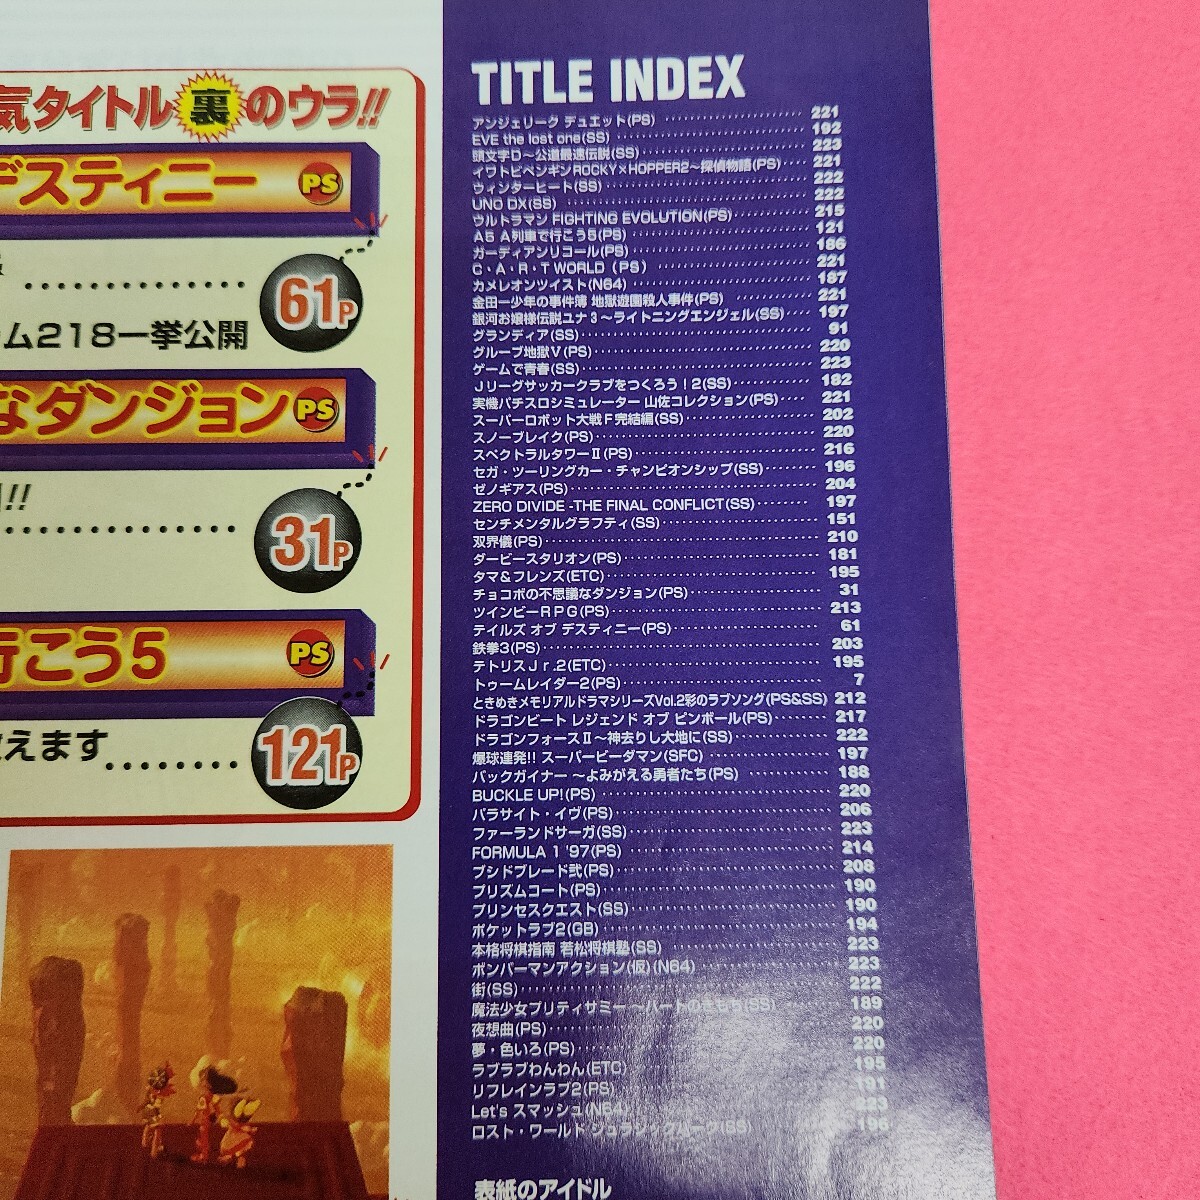 気タイトル裏のウラ!!
デスティニー PS
61P
ム218一挙公開
なダンジョン PS
!!
31P
行こう5 PS
えます
121P
TITLE INDEX
アンジェリーク デュエット(PS) 221
EVE the lost one(SS) 192
頭文字D～公道最速伝説(SS) 223
イワトビペンギンROCKY×HOPPER2～探偵物語(PS) 221
ウィンターヒート(SS) 222
UNO DX(SS) 222
ウルトラマン FIGHTING EVOLUTION(PS) 215
A5 A列車で行こう5(PS) 121
ガーディアンリコール(PS) 186
C・A・R・T WORLD（PS） 221
カメレオンツイスト(N64) 187
金田一少年の事件簿 地獄遊園殺人事件(PS) 221
銀河お嬢様伝説ユナ3～ライトニングエンジェル(SS) 197
グランディア(SS) 91
グルーブ地獄V(PS) 220
ゲームで青春(SS) 223
Jリーグサッカークラブをつくろう!2(SS) 182
実機パチスロシミュレーター 山佐コレクション(PS) 221
スーパーロボット大戦F完結編(SS) 202
スノーブレイク(PS) 220
スペクトラルタワーII(PS) 216
セガ・ツーリングカー・チャンピオンシップ(SS) 196
ゼノギアス(PS) 204
ZERO DIVIDE -THE FINAL CONFLICT(SS) 197
センチメンタルグラフティ(SS) 151
双界儀(PS) 210
ダービースタリオン(PS) 181
タマ＆フレンズ(ETC) 195
チョコボの不思議なダンジョン(PS) 31
ツインビーRPG(PS) 213
テイルズ オブ デスティニー(PS) 61
鉄拳3(PS) 203
テトリスJr.2(ETC) 195
トゥームレイダー2(PS) 7
ときめきメモリアルドラマシリーズVol.2彩のラブソング(PS&SS) 212
ドラゴンビート レジェンド オブ ピンボール(PS) 217
ドラゴンフォースII～神去りし大地に(SS) 222
爆球連発!! スーパービーダマン(SFC) 197
バックガイナー ～よみがえる勇者たち(PS) 188
BUCKLE UP!(PS) 220
パラサイト・イヴ(PS) 206
ファーランドサーガ(SS) 223
FORMULA 1 '97(PS) 214
ブシドブレード弐(PS) 208
プリズムコート(PS) 190
プリンセスクエスト(SS) 190
ポケットラブ2(GB) 194
本格将棋指南 若松将棋塾(SS) 223
ボンバーマンアクション(仮)(N64) 223
街(SS) 222
魔法少女プリティサミー ～ハートのきもち(SS) 189
夜想曲(PS) 220
夢・色いろ(PS) 220
ラブラブわんわん(ETC) 195
リフレインラブ2(PS) 191
Let's スマッシュ(N64) 223
ロスト・ワールド ジュラシックパーク(SS) 196
表紙のアイドル